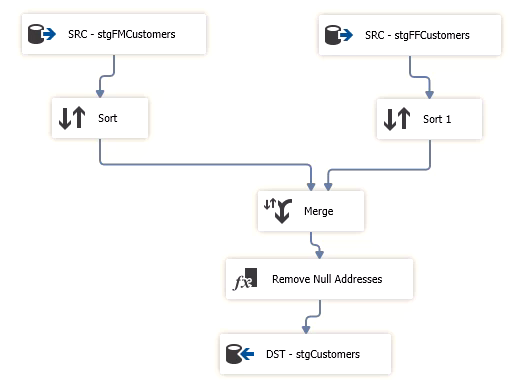 SRC - stgFMCustomers
SRC - stgFFCustomers
Sort
Sort 1
Merge
Remove Null Addresses
DST - stgCustomers